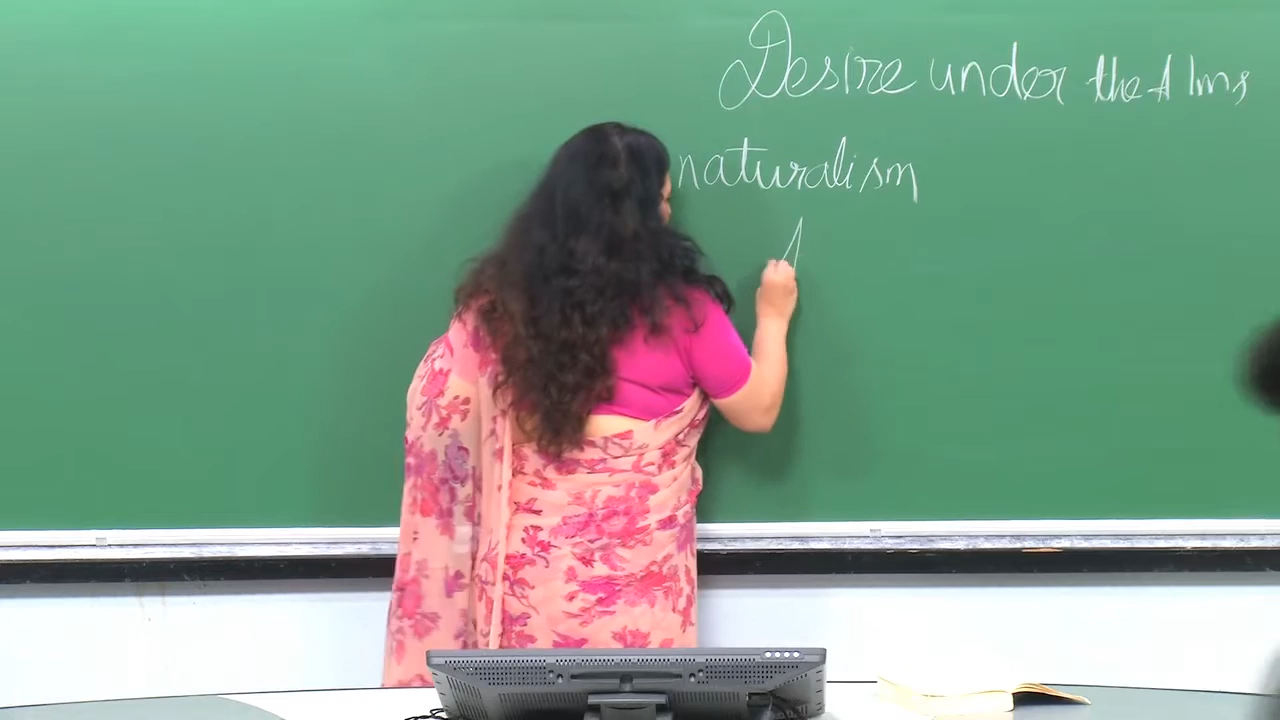 Desire under the Elms
naturalism